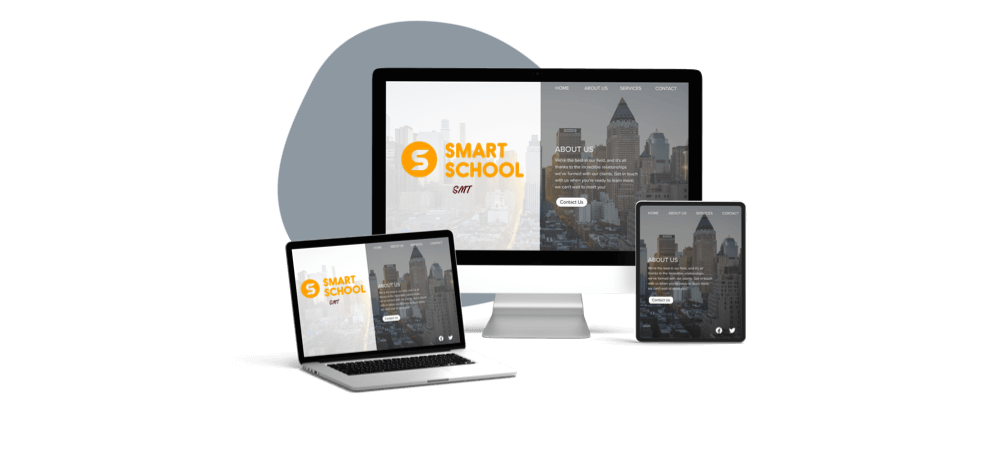 HOME ABOUT US SERVICES CONTACT
SMART
SCHOOL
SMT
ABOUT US
We're the best in our field, and it's all
thanks to the incredible relationships
we've formed with our clients. Get in touch
with us when you're ready to learn more;
we can't wait to meet you!
Contact Us
HOME ABOUT US SERVICES CONTACT
ABOUT US
We're the best in our field, and it's all
thanks to the incredible relationships
we've formed with our clients. Get in touch
with us when you're ready to learn more;
we can't wait to meet you!
Contact Us
HOME ABOUT US SERVICES CONTACT
SMART
SCHOOL
SMT
ABOUT US
Contact Us